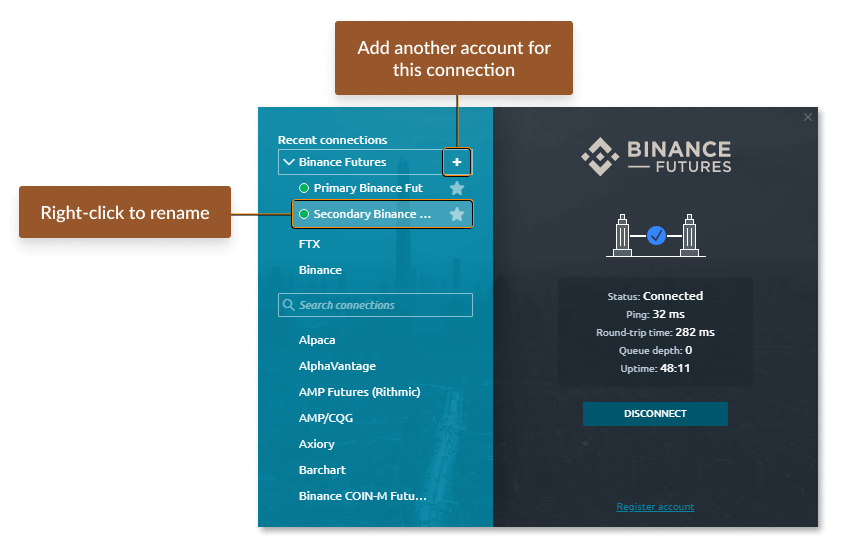 Add another account for
this connection
Recent connections
Binance Futures
+
Primary Binance Fut
Right-click to rename
Secondary Binance ...
FTX
Binance
Search connections
Alpaca
AlphaVantage
AMP Futures (Rithmic)
AMP/CQG
Axiory
Barchart
Binance COIN-M Futu...
BINANCE
FUTURES
Status: Connected
Ping: 32 ms
Round-trip time: 282 ms
Queue depth: 0
Uptime: 48:11
DISCONNECT
Register account